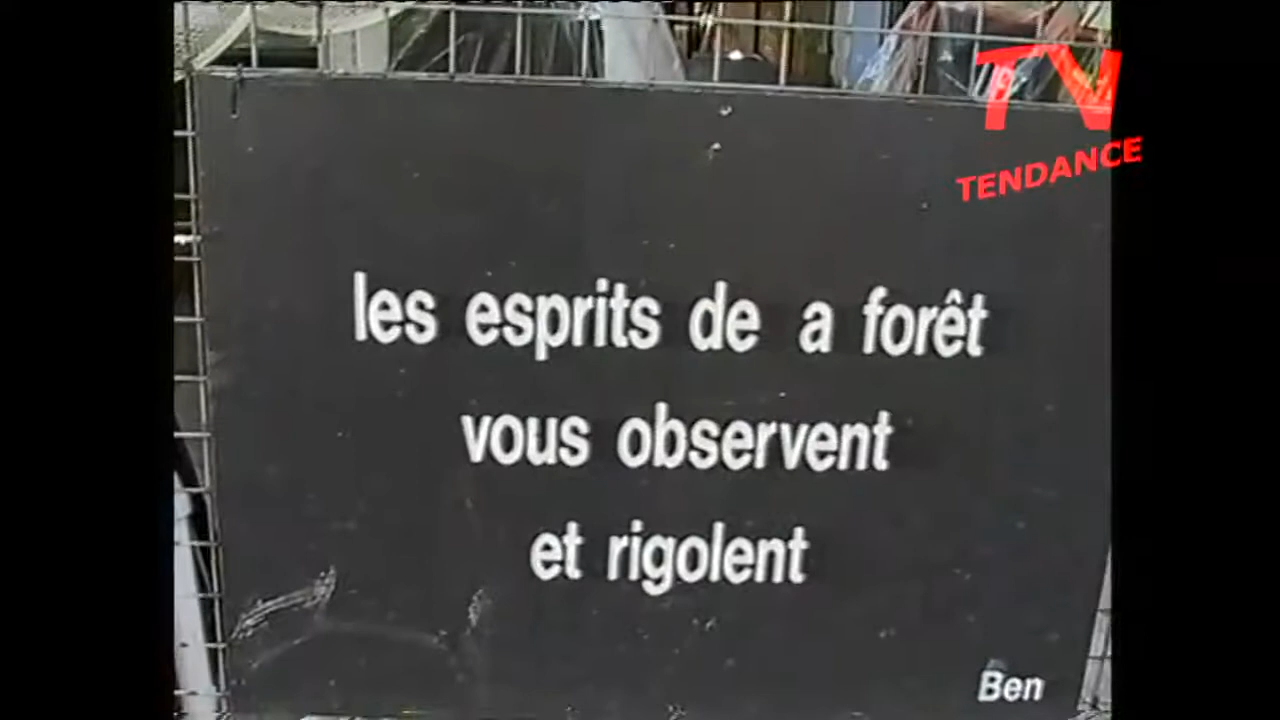 TV
TENDANCE
les esprits de a forêt
vous observent
et rigolent
Ben